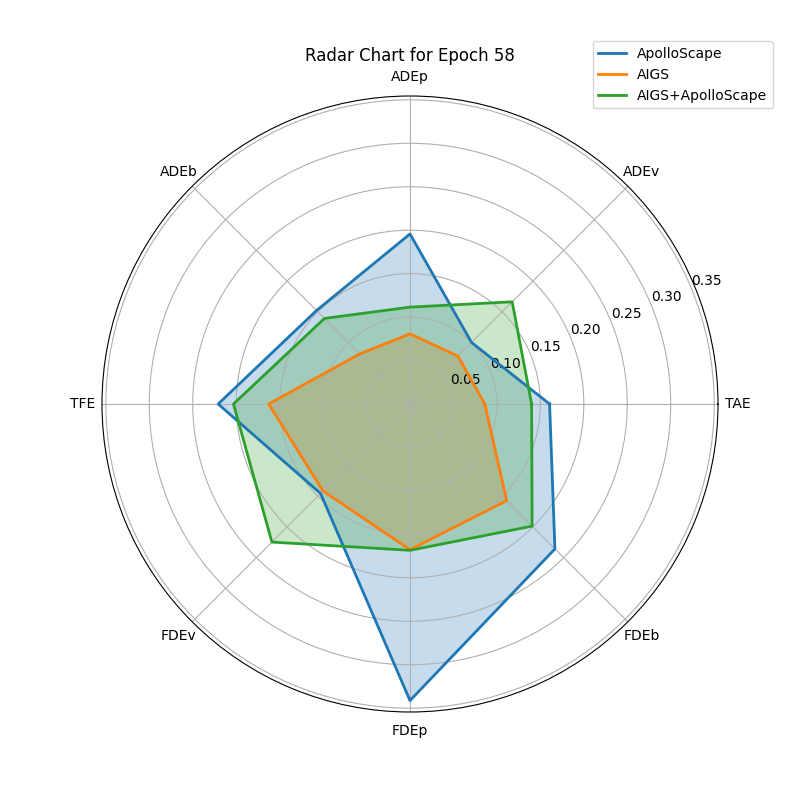 Radar Chart for Epoch 58
ApolloScape
AIGS
AIGS+ApolloScape
ADEp
ADEb
ADEv
0.35
0.30
0.25
0.20
0.15
0.10
0.05
TFE
TAE
FDEv
FDEb
FDEp